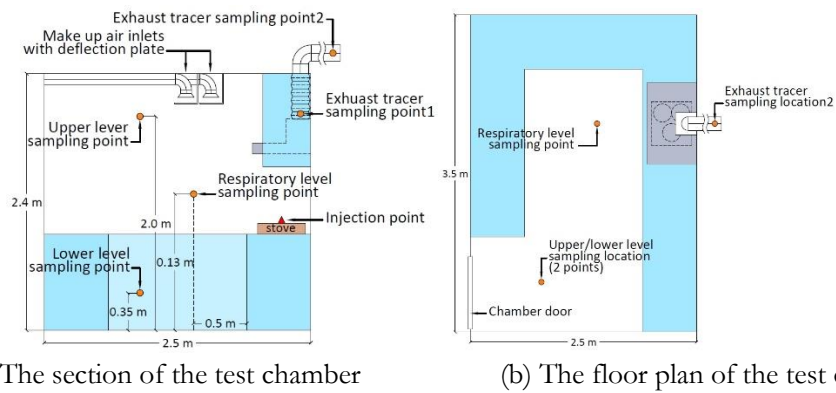 Exhaust tracer sampling point2
Make up air inlets
with deflection plate
Exhuast tracer
sampling point1
Upper lever
sampling point
Respiratory level
sampling point
2.4 m
2.0 m
Injection point
stove
0.13 m
Lower level
sampling point
0.35 m
0.5 m
2.5 m
The section of the test chamber
Exhaust tracer
sampling location2
Respiratory level
sampling point
3.5 m
Upper/lower level
sampling location
(2 points)
Chamber door
2.5 m
(b) The floor plan of the test